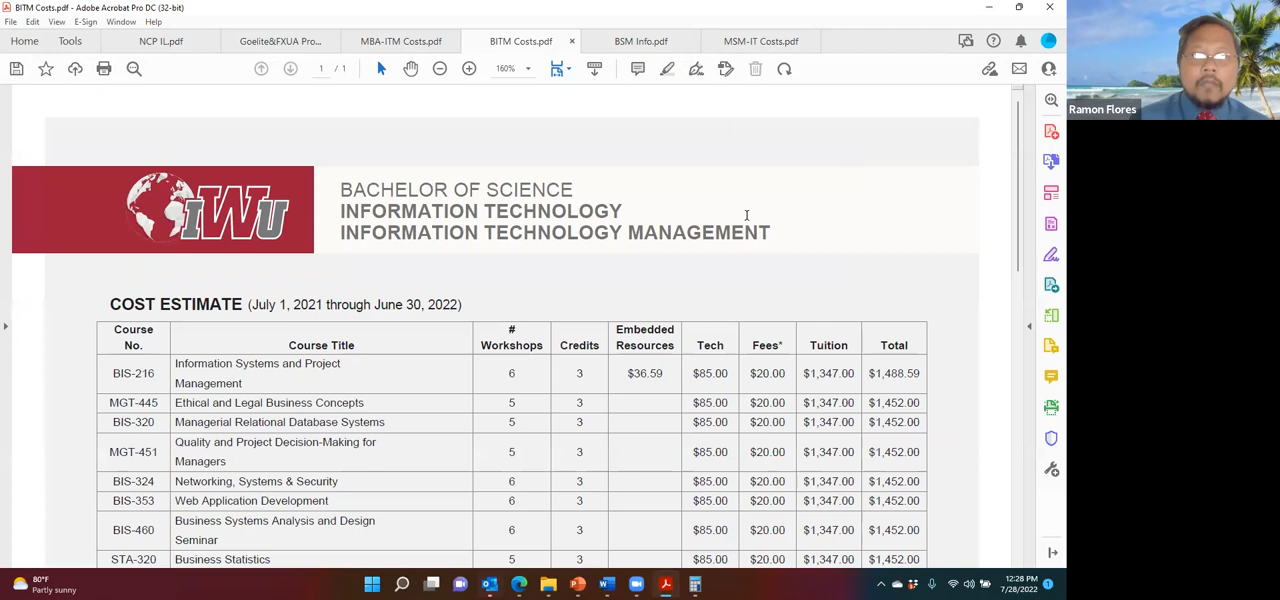 BITM Costs.pdf - Adobe Acrobat Pro DC (32-bit)
File Edit View E-Sign Window Help
Home Tools NCP IL.pdf Goelite&FXUA Pro... MBA-ITM Costs.pdf BITM Costs.pdf × BSM Info.pdf MSM-IT Costs.pdf
1 / 1 160%
Ramon Flores
IWU
BACHELOR OF SCIENCE
INFORMATION TECHNOLOGY
INFORMATION TECHNOLOGY MANAGEMENT
COST ESTIMATE (July 1, 2021 through June 30, 2022)
Course No. Course Title # Workshops Credits Embedded Resources Tech Fees* Tuition Total
BIS-216 Information Systems and Project Management 6 3 $36.59 $85.00 $20.00 $1,347.00 $1,488.59
MGT-445 Ethical and Legal Business Concepts 5 3 $85.00 $20.00 $1,347.00 $1,452.00
BIS-320 Managerial Relational Database Systems 5 3 $85.00 $20.00 $1,347.00 $1,452.00
MGT-451 Quality and Project Decision-Making for Managers 5 3 $85.00 $20.00 $1,347.00 $1,452.00
BIS-324 Networking, Systems & Security 6 3 $85.00 $20.00 $1,347.00 $1,452.00
BIS-353 Web Application Development 6 3 $85.00 $20.00 $1,347.00 $1,452.00
BIS-460 Business Systems Analysis and Design Seminar 6 3 $85.00 $20.00 $1,347.00 $1,452.00
STA-320 Business Statistics 5 3 $85.00 $20.00 $1,347.00 $1,452.00
80°F
Partly sunny
12:28 PM
7/28/2022
1